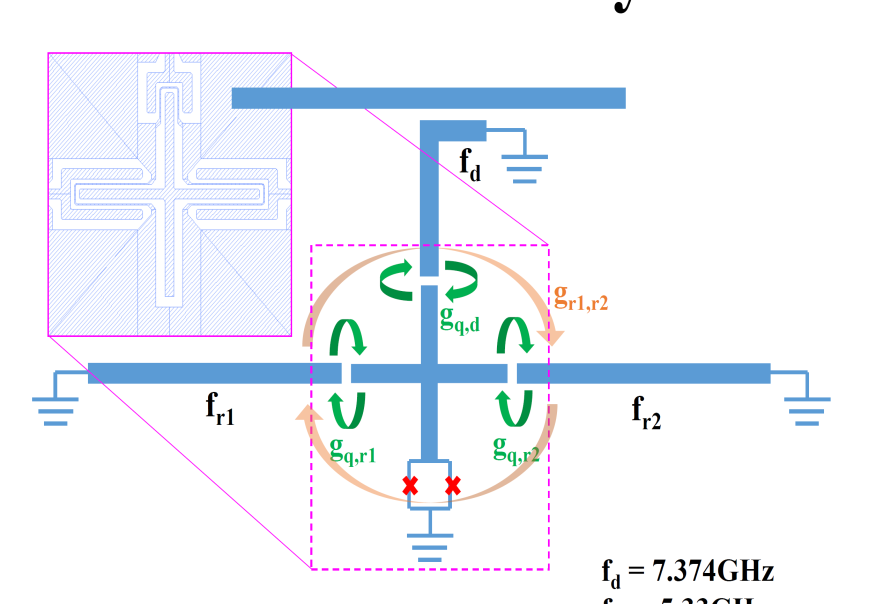 f_d
g_r1,r2
g_q,d
f_r1
f_r2
g_q,r1
g_q,r2
f_d = 7.374GHz